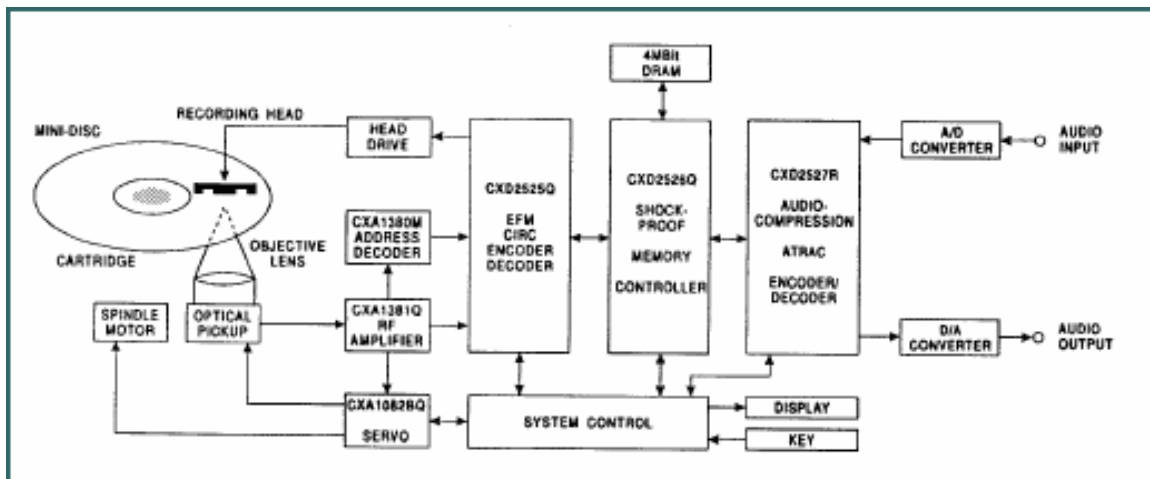 4MBit
DRAM
RECORDING HEAD
MINI-DISC
HEAD
DRIVE
A/D
CONVERTER
AUDIO
INPUT
CXD2525Q
EFM
CIRC
ENCODER
DECODER
CXD2526Q
SHOCK-
PROOF
MEMORY
CONTROLLER
CXD2527R
AUDIO-
COMPRESSION
ATRAC
ENCODER/
DECODER
CXA1380M
ADDRESS
DECODER
OBJECTIVE
LENS
CARTRIDGE
SPINDLE
MOTOR
OPTICAL
PICKUP
CXA1381Q
RF
AMPLIFIER
D/A
CONVERTER
AUDIO
OUTPUT
CXA1082BQ
SERVO
SYSTEM CONTROL
DISPLAY
KEY